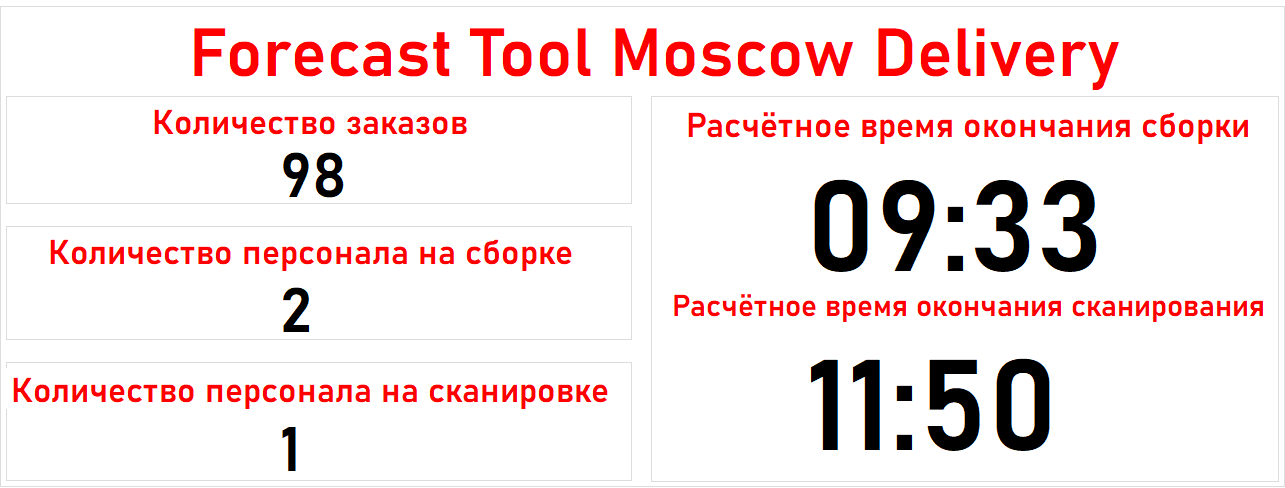 Forecast Tool Moscow Delivery
Количество заказов
98
Количество персонала на сборке
2
Количество персонала на сканировке
1
Расчётное время окончания сборки
09:33
Расчётное время окончания сканирования
11:50